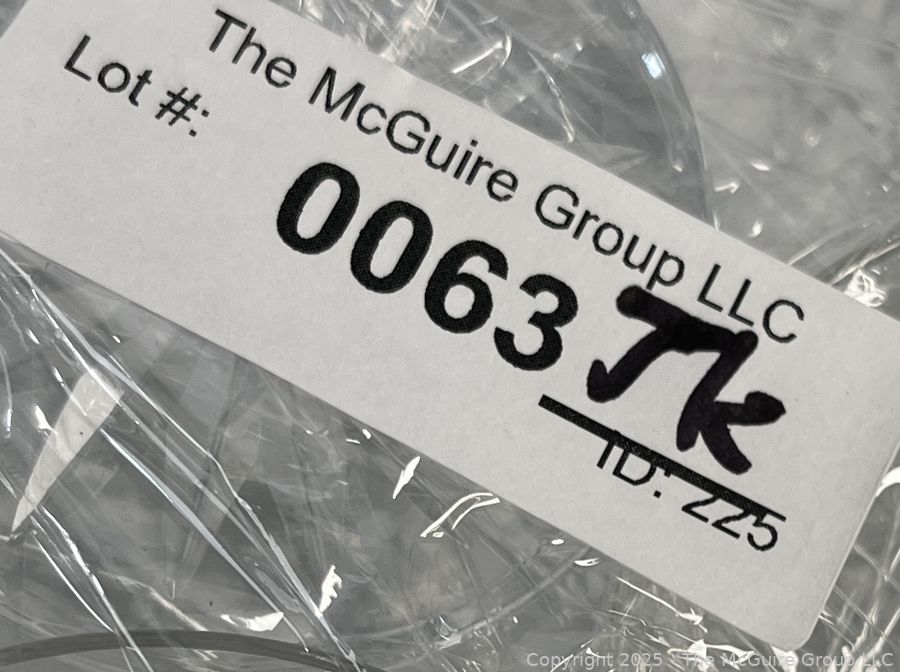 The McGuire Group LLC
Lot #:
0063 Jk
ID: 225
Copyright 2025 - The McGuire Group LLC